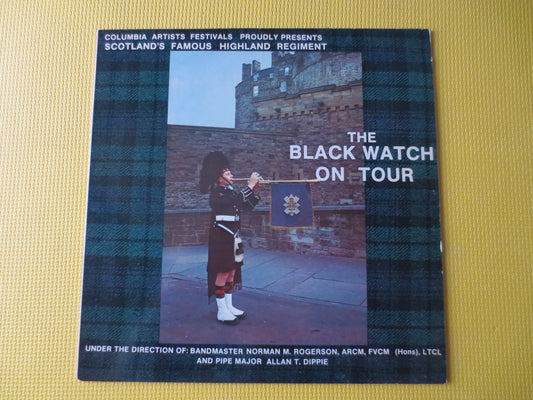 COLUMBIA ARTISTS FESTIVALS PROUDLY PRESENTS
SCOTLAND'S FAMOUS HIGHLAND REGIMENT
THE
BLACK WATCH
ON TOUR
UNDER THE DIRECTION OF: BANDMASTER NORMAN M. ROGERSON, ARCM, FVCM (Hons), LTCL
AND PIPE MAJOR ALLAN T. DIPPIE